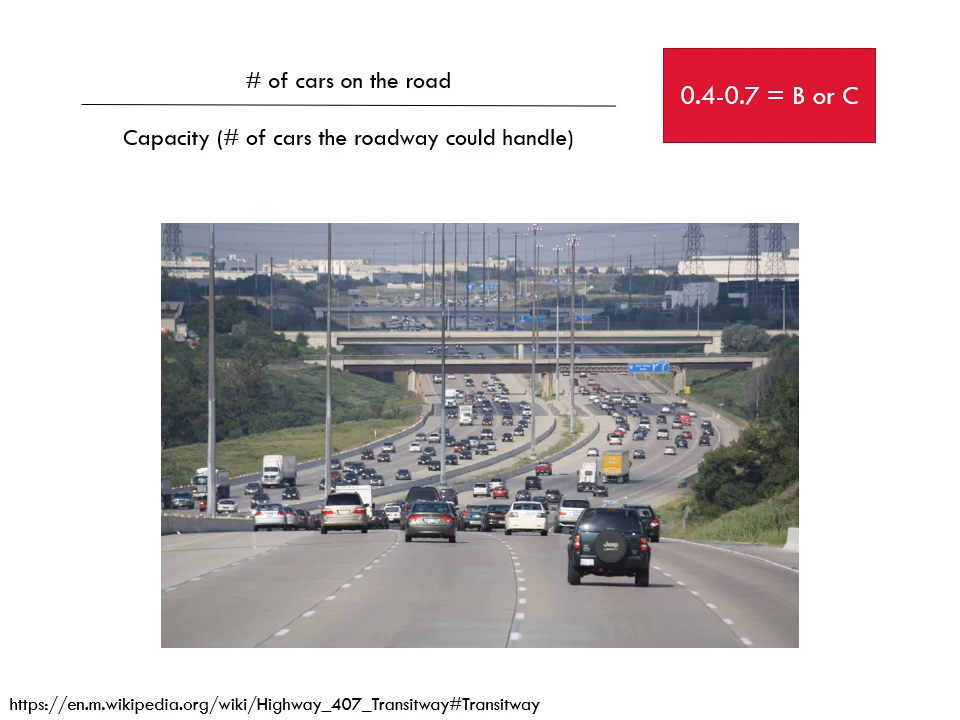 # of cars on the road
Capacity (# of cars the roadway could handle)
0.4-0.7 = B or C
Jeep
https://en.m.wikipedia.org/wiki/Highway_407_Transitway#Transitway